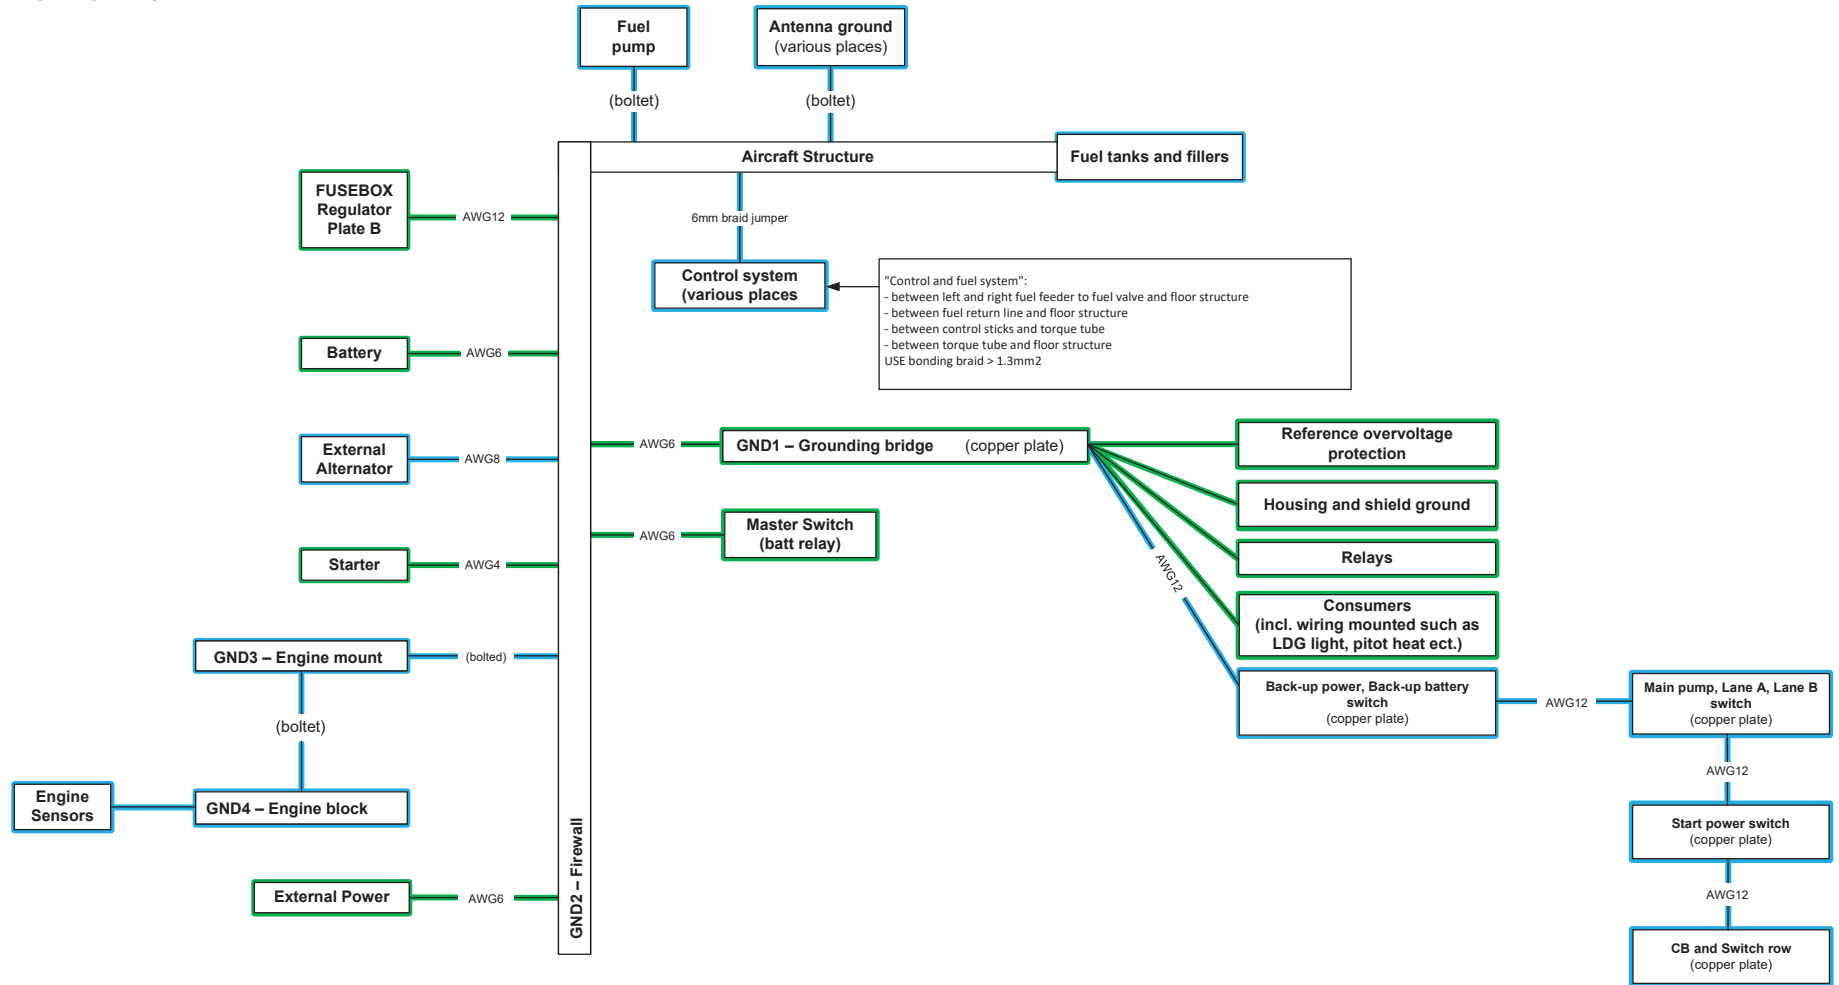 Fuel
pump
Antenna ground
(various places)
(boltet)
(boltet)
Aircraft Structure
Fuel tanks and fillers
FUSEBOX
Regulator
Plate B
AWG12
6mm braid jumper
Control system
(various places
"Control and fuel system":
- between left and right fuel feeder to fuel valve and floor structure
- between fuel return line and floor structure
- between control sticks and torque tube
- between torque tube and floor structure
USE bonding braid > 1.3mm2
Battery
AWG6
External
Alternator
AWG8
AWG6
GND1 – Grounding bridge (copper plate)
Reference overvoltage
protection
Housing and shield ground
Relays
Consumers
(incl. wiring mounted such as
LDG light, pitot heat ect.)
AWG12
AWG6
Master Switch
(batt relay)
Starter
AWG4
GND3 – Engine mount
(bolted)
(boltet)
Engine
Sensors
GND4 – Engine block
External Power
AWG6
GND2 – Firewall
Back-up power, Back-up battery
switch
(copper plate)
AWG12
Main pump, Lane A, Lane B
switch
(copper plate)
AWG12
Start power switch
(copper plate)
AWG12
CB and Switch row
(copper plate)